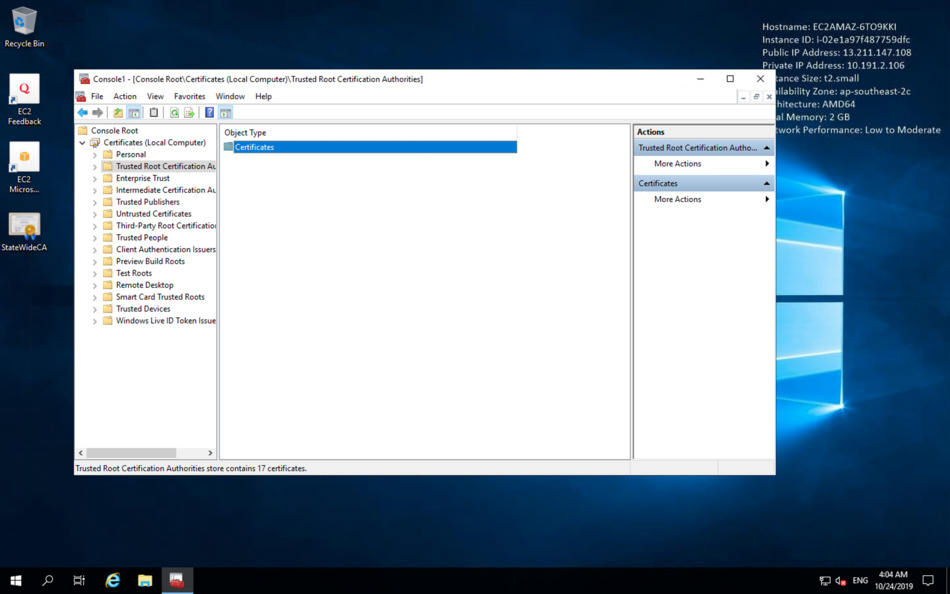 Recycle Bin
EC2
Feedback
EC2
Micros...
StateWideCA
Hostname: EC2AMAZ-6TO9KKI
Instance ID: i-02e1a97f487759dfc
Public IP Address: 13.211.147.108
Private IP Address: 10.191.2.106
stance Size: t2.small
ailability Zone: ap-southeast-2c
chitecture: AMD64
al Memory: 2 GB
twork Performance: Low to Moderate
Console1 - [Console Root\Certificates (Local Computer)\Trusted Root Certification Authorities]
File Action View Favorites Window Help
Console Root
Certificates (Local Computer)
Personal
Trusted Root Certification Au
Enterprise Trust
Intermediate Certification Au
Trusted Publishers
Untrusted Certificates
Third-Party Root Certification
Trusted People
Client Authentication Issuers
Preview Build Roots
Test Roots
Remote Desktop
Smart Card Trusted Roots
Trusted Devices
Windows Live ID Token Issue
Object Type
Certificates
Actions
Trusted Root Certification Autho...
More Actions
Certificates
More Actions
Trusted Root Certification Authorities store contains 17 certificates.
ENG
4:04 AM
10/24/2019